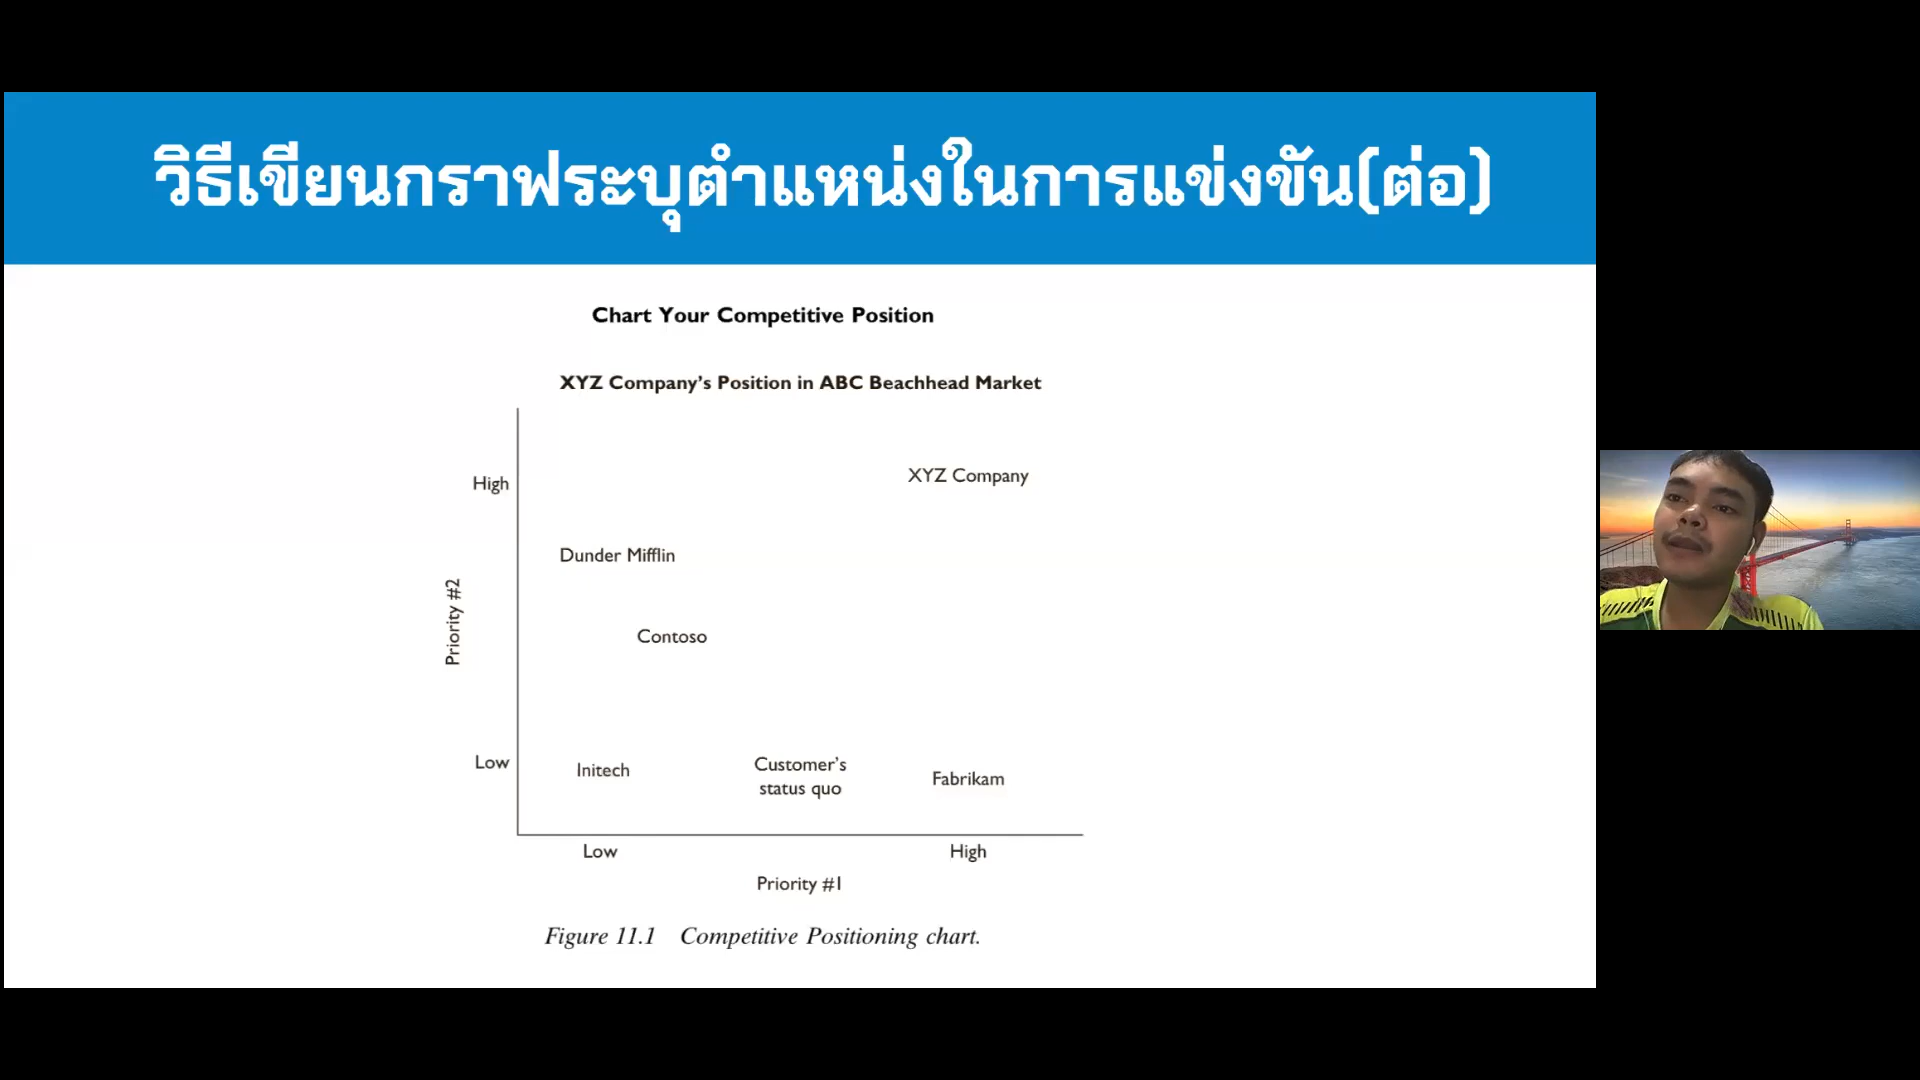 วิธีเขียนกราฟระบุตำแหน่งในการแข่งขัน(ต่อ)
Chart Your Competitive Position
XYZ Company’s Position in ABC Beachhead Market
High
XYZ Company
Dunder Mifflin
Priority #2
Contoso
Low
Initech
Customer’s
status quo
Fabrikam
Low
High
Priority #1
Figure 11.1 Competitive Positioning chart.